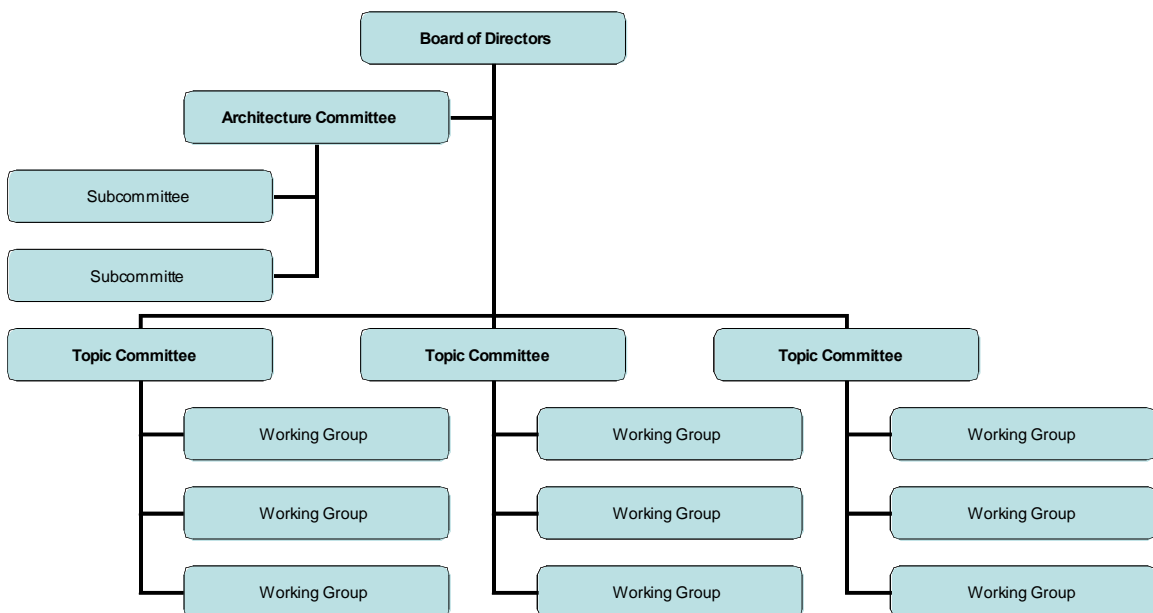 Board of Directors
Architecture Committee
Subcommittee
Subcommitte
Topic Committee
Topic Committee
Topic Committee
Working Group
Working Group
Working Group
Working Group
Working Group
Working Group
Working Group
Working Group
Working Group